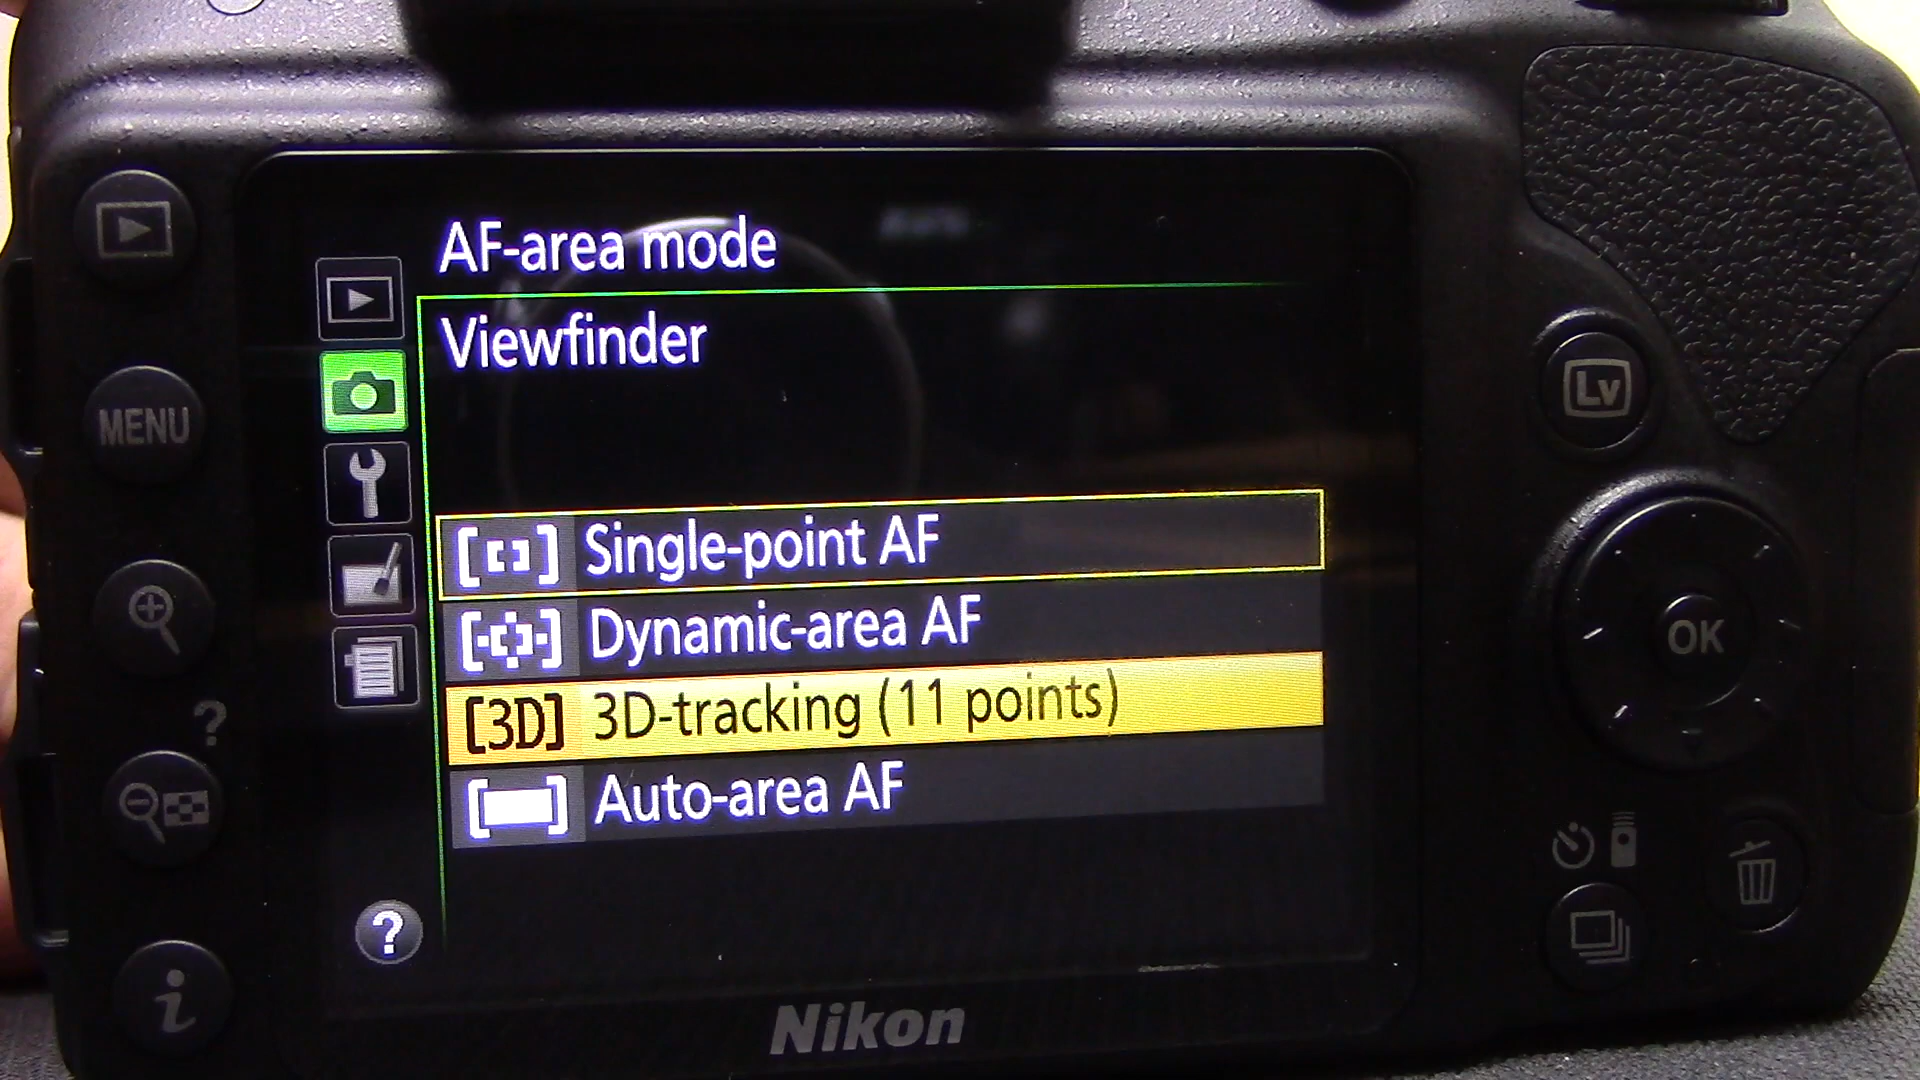 AF-area mode
Viewfinder
MENU
Lv
Single-point AF
Dynamic-area AF
OK
[3D] 3D-tracking (11 points)
?
Auto-area AF
?
i
Nikon